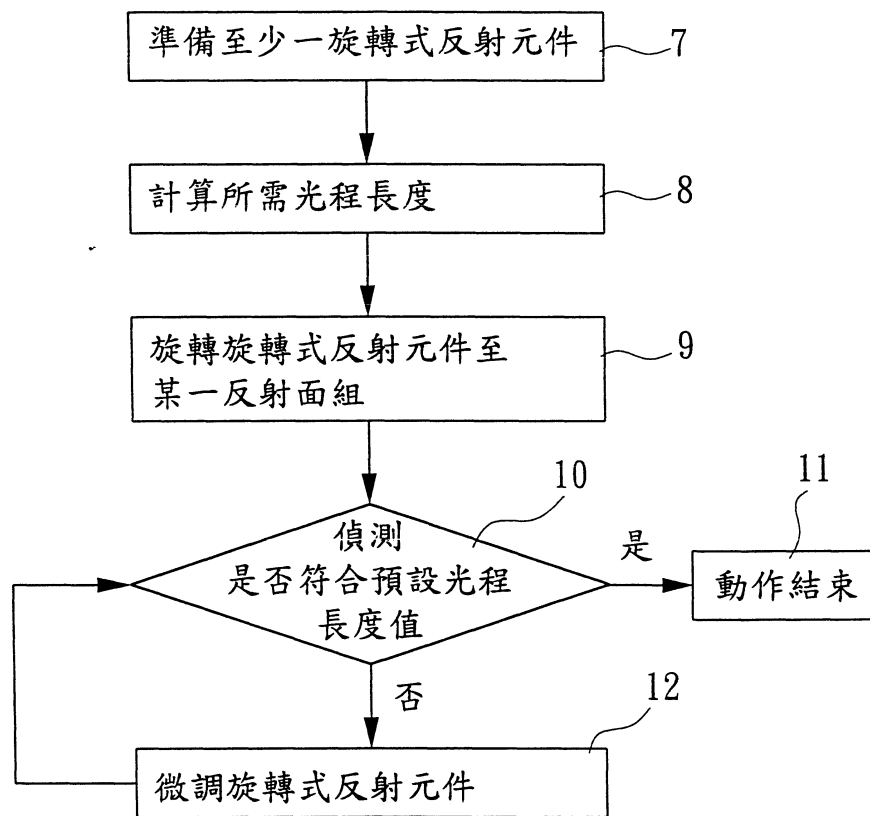 準備至少一旋轉式反射元件
7
計算所需光程長度
8
旋轉旋轉式反射元件至
某一反射面組
9
偵測
是否符合預設光程
長度值
10
是
動作結束
11
否
微調旋轉式反射元件
12